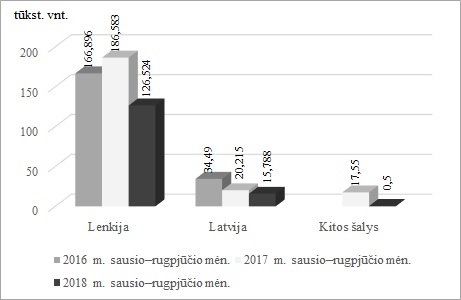 tūkst. vnt.
200
150
100
50
0
166,896
186,583
126,524
34,49
20,215
15,788
17,55
0,5
Lenkija
Latvija
Kitos šalys
2016 m. sausio–rugpjūčio mėn.
2017 m. sausio–rugpjūčio mėn.
2018 m. sausio–rugpjūčio mėn.